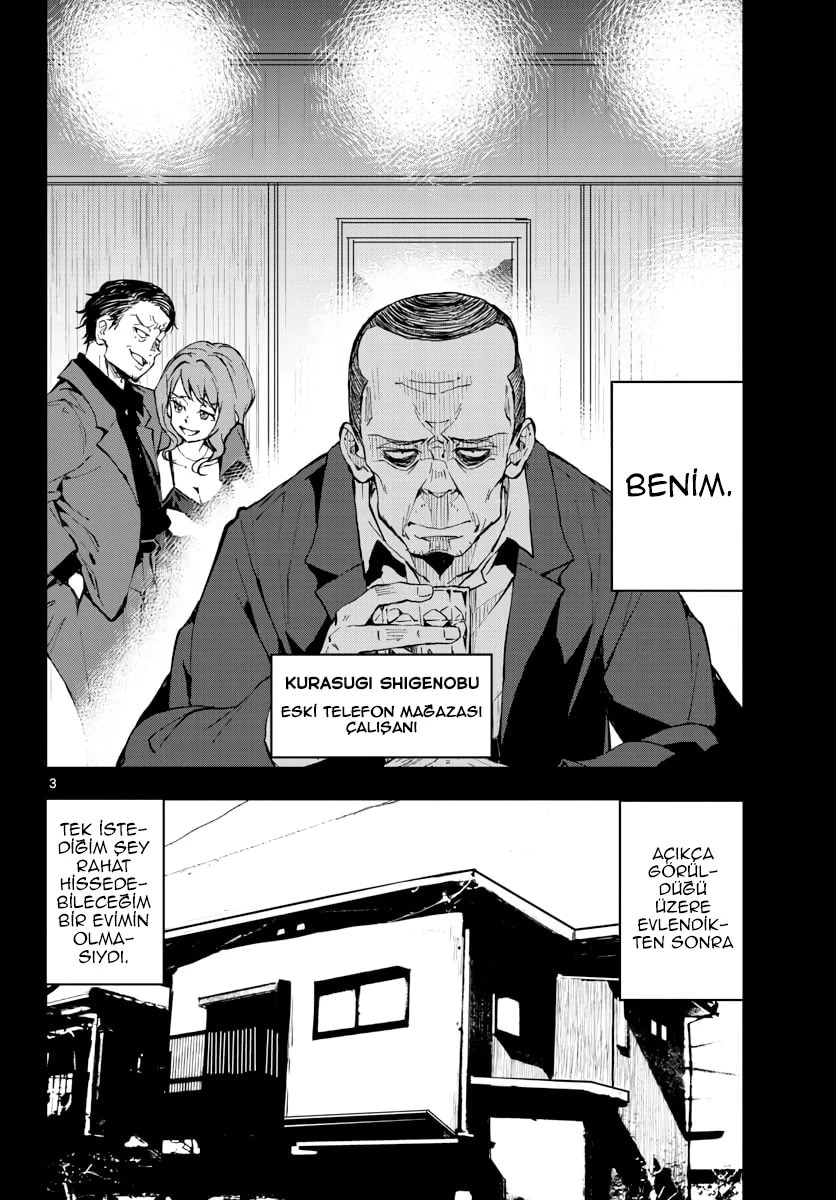 BENİM.
KURASUGI SHIGENOBU
ESKİ TELEFON MAĞAZASI
ÇALIŞANI
3
AÇIKÇA
GÖRÜL-
DÜĞÜ
ÜZERE
EVLENDİK-
TEN SONRA
TEK İSTE-
DİĞİM ŞEY
RAHAT
HİSSEDE-
BİLECEĞİM
BİR EVİMİN
OLMA-
SIYDI.